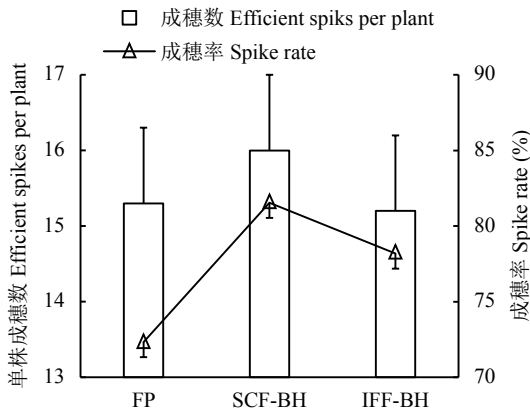 成穗数 Efficient spiks per plant
成穗率 Spike rate
单株成穗数 Efficient spikes per plant
17
16
15
14
13
90
85
80
75
70
成穗率 Spike rate (%)
FP
SCF-BH
IFF-BH